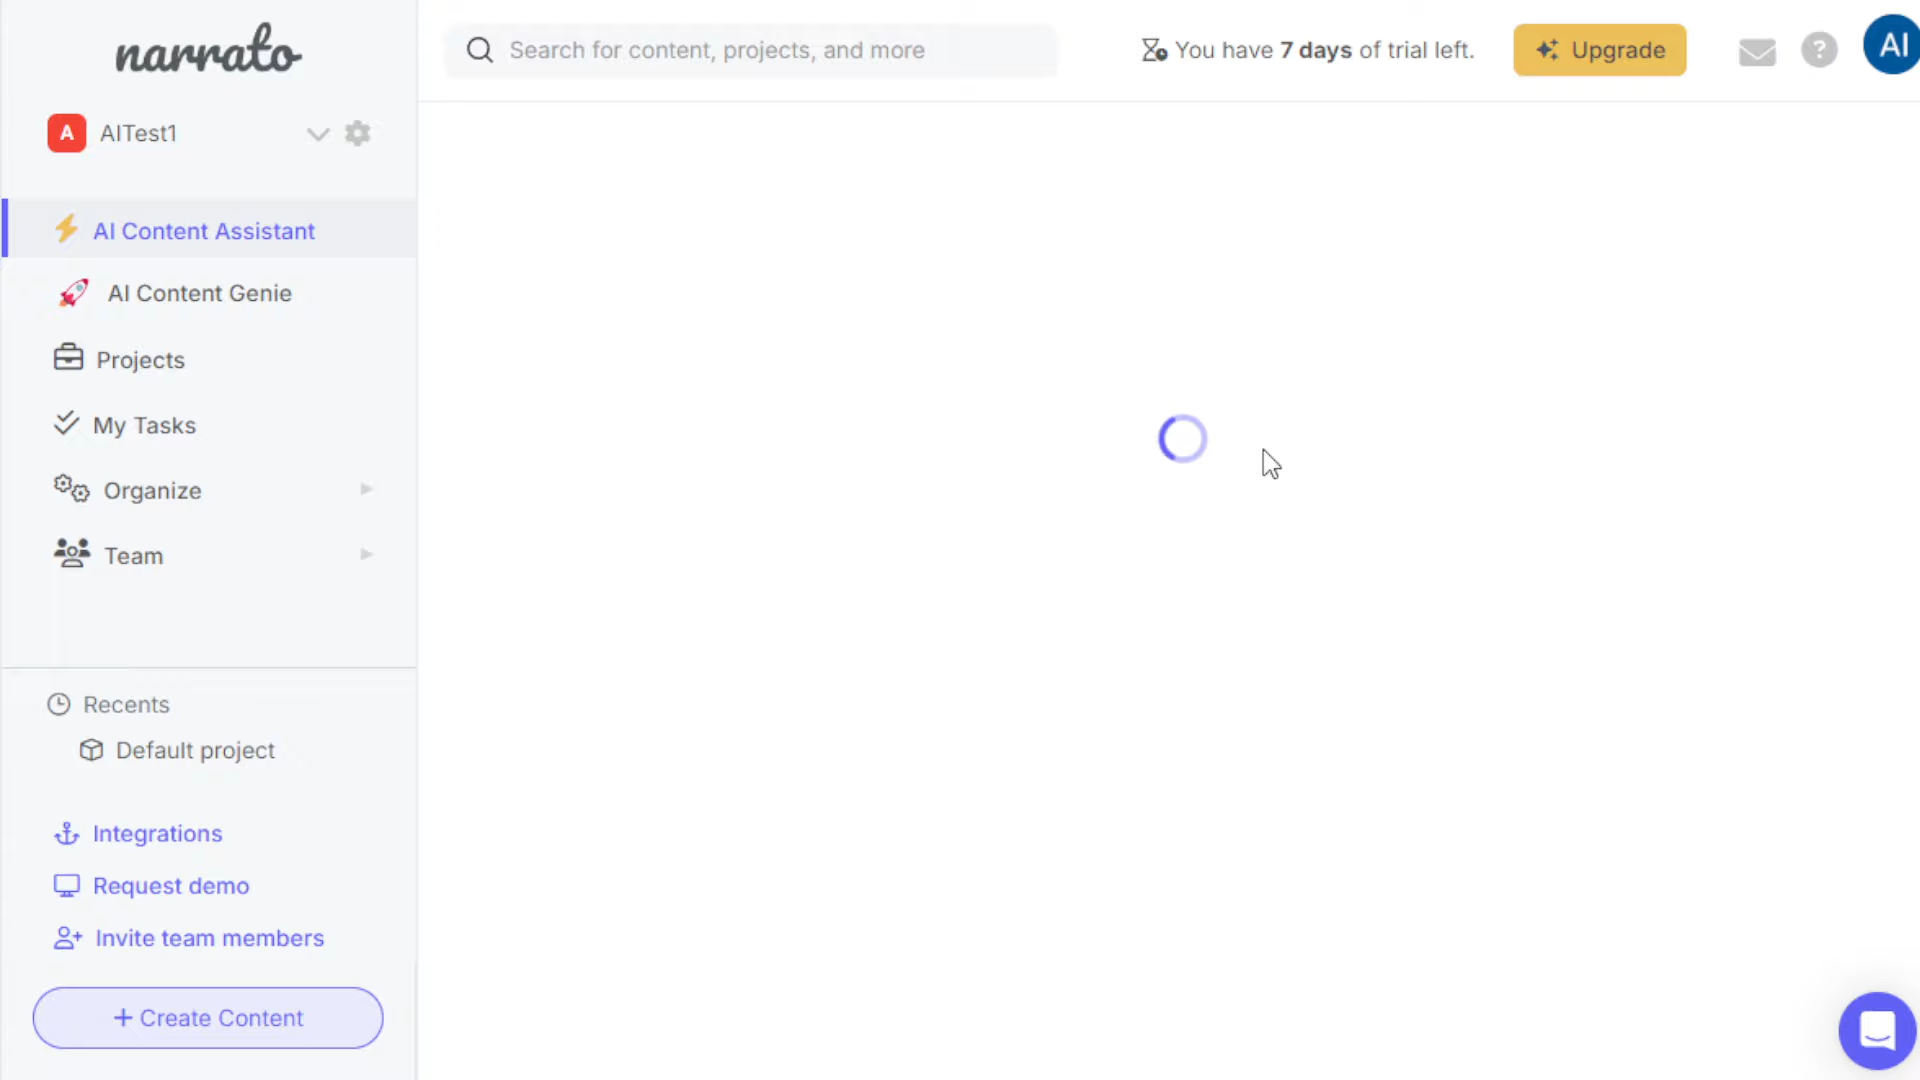 narrato
Search for content, projects, and more
You have 7 days of trial left.
Upgrade
?
AI
A AITest1
AI Content Assistant
AI Content Genie
Projects
My Tasks
Organize
Team
Recents
Default project
Integrations
Request demo
Invite team members
+ Create Content